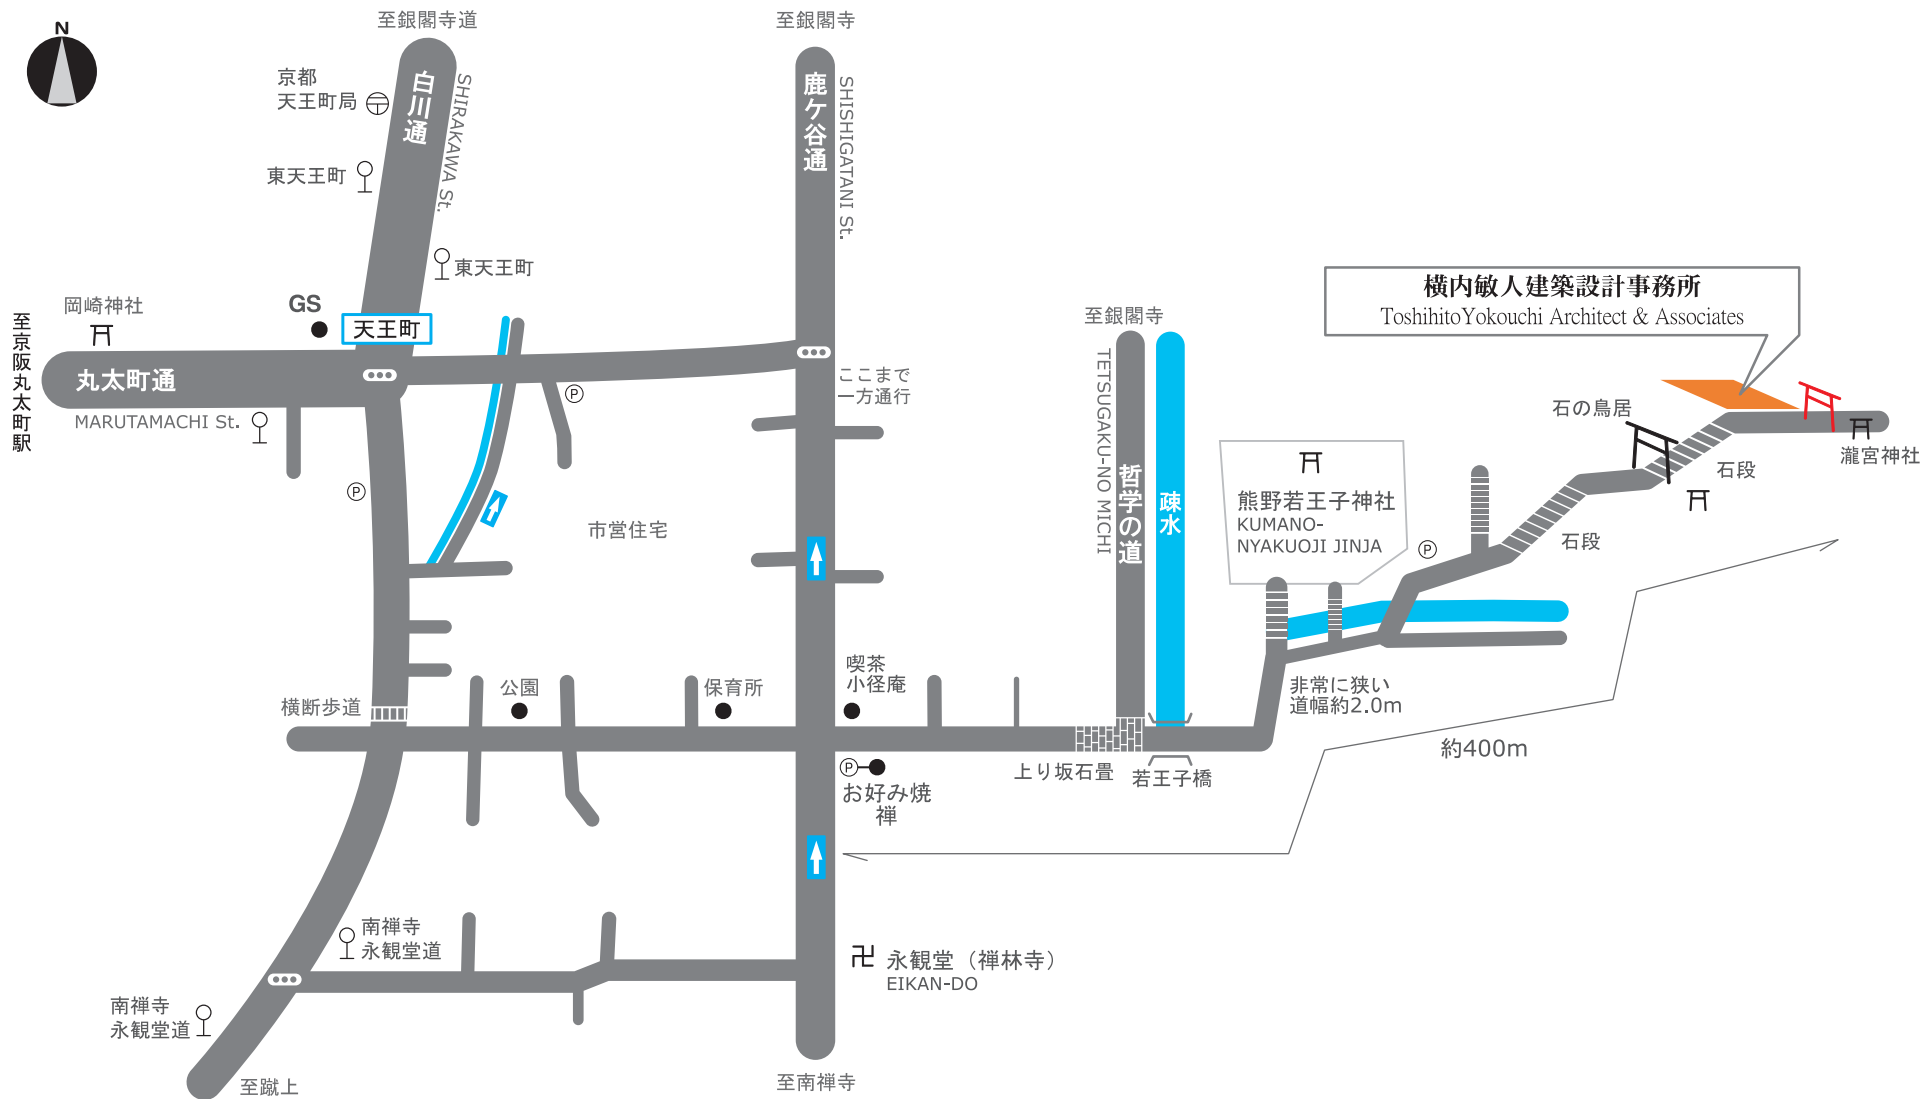 N
至銀閣寺道
至銀閣寺
京都
天王町局
白川通
SHIRAKAWA St.
鹿ケ谷通
SHISHIGATANI St.
東天王町
東天王町
岡崎神社
GS
天王町
至京阪丸太町駅
丸太町通
MARUTAMACHI St.
P
P
ここまで
一方通行
市営住宅
至銀閣寺
TETSUGAKU-NO MICHI
哲学の道
疎水
横内敏人建築設計事務所
ToshihitoYokouchi Architect & Associates
石の鳥居
瀧宮神社
石段
石段
熊野若王子神社
KUMANO-
NYAKUOJI JINJA
P
非常に狭い
道幅約2.0m
約400m
横断歩道
公園
保育所
喫茶
小径庵
P
お好み焼
禅
上り坂石畳
若王子橋
南禅寺
永観堂道
南禅寺
永観堂道
卍
永観堂（禅林寺）
EIKAN-DO
至蹴上
至南禅寺